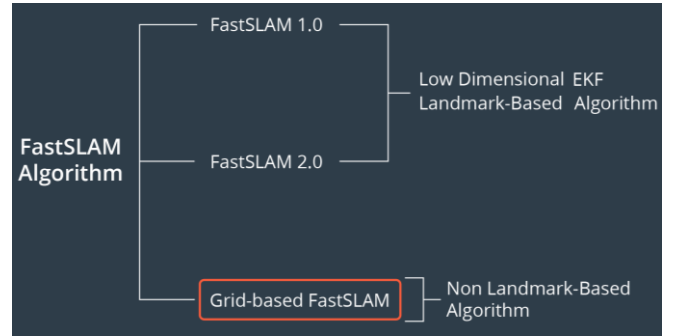 FastSLAM 1.0
Low Dimensional EKF
Landmark-Based Algorithm
FastSLAM
Algorithm
FastSLAM 2.0
Grid-based FastSLAM
Non Landmark-Based
Algorithm